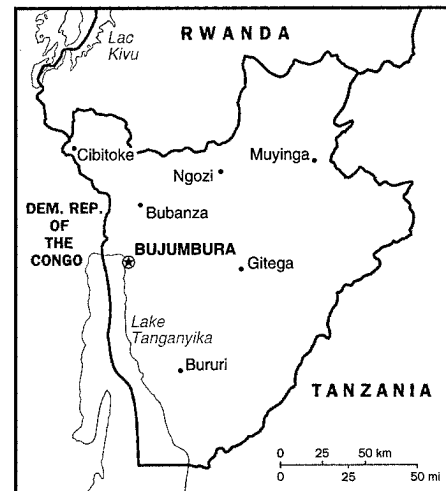 RWANDA
Lac
Kivu
Cibitoke
Muyinga
Ngozi
DEM. REP.
OF
THE
CONGO
Bubanza
BUJUMBURA
Gitega
Lake
Tanganyika
Bururi
TANZANIA
0 25 50 km
0 25 50 mi